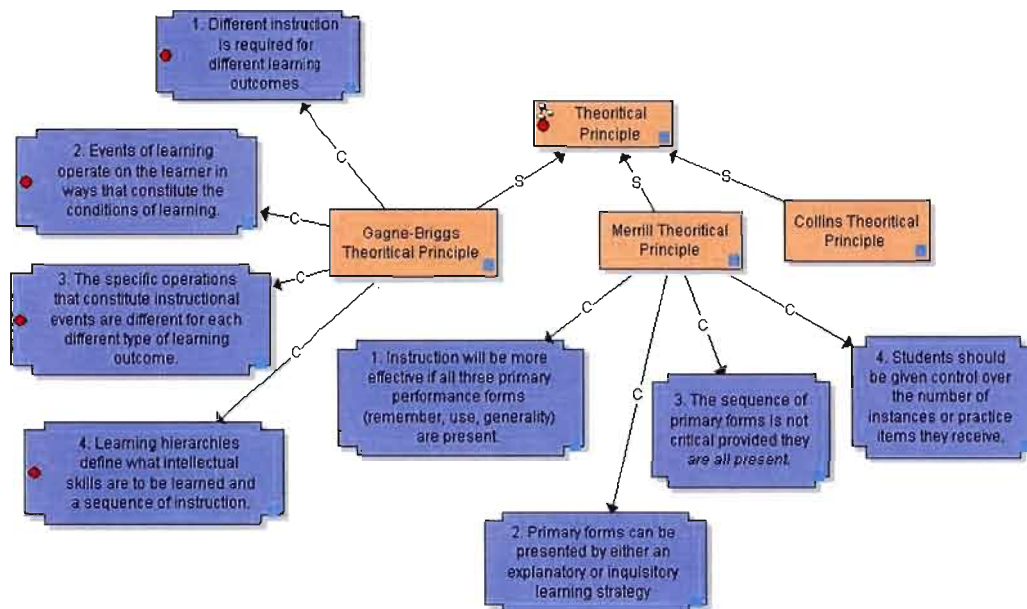 1. Different instruction
is required for
different learning
outcomes.
Theoritical
Principle
2. Events of learning
operate on the learner in
ways that constitute the
conditions of learning.
C
S
S
S
C
Gagne-Briggs
Theoritical Principle
Merrill Theoritical
Principle
Collins Theoritical
Principle
3. The specific operations
that constitute instructional
events are different for each
different type of learning
outcome.
C
C
C
C
C
C
4. Learning hierarchies
define what intellectual
skills are to be learned and
a sequence of instruction.
1. Instruction will be more
effective if all three primary
performance forms
(remember, use, generality)
are present.
3. The sequence of
primary forms is not
critical provided they
are all present.
4. Students should
be given control over
the number of
instances or practice
items they receive.
2. Primary forms can be
presented by either an
explanatory or inquisitory
learning strategy